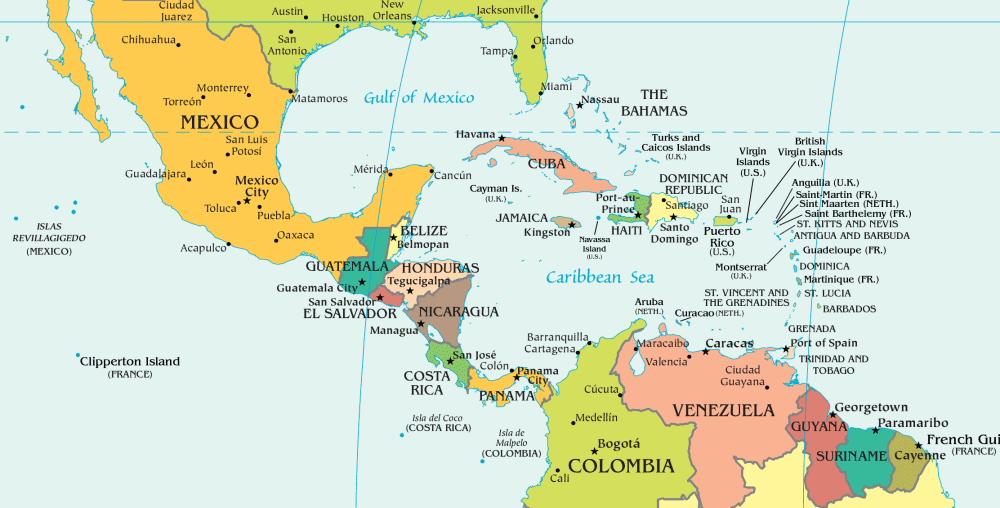 Ciudad
Juarez
Austin
Houston
New
Orleans
Jacksonville
Chihuahua
San
Antonio
Tampa
Orlando
Monterrey
Torreón
Matamoros
Gulf of Mexico
Miami
Nassau
THE
BAHAMAS
MEXICO
San Luis
Potosí
León
Guadalajara
Mexico
City
Toluca
Puebla
Mérida
Cancún
Havana
CUBA
Turks and
Caicos Islands
(U.K.)
Cayman Is.
(U.K.)
Port-au-
Prince
DOMINICAN
REPUBLIC
Santiago
San
Juan
Virgin
Islands
(U.S.)
British
Virgin Islands
(U.K.)
Anguilla (U.K.)
Saint-Martin (FR.)
Sint Maarten (NETH.)
Saint Barthelemy (FR.)
ST. KITTS AND NEVIS
ANTIGUA AND BARBUDA
Guadeloupe (FR.)
Montserrat
(U.K.)
DOMINICA
Martinique (FR.)
ST. LUCIA
ST. VINCENT AND
THE GRENADINES
BARBADOS
GRENADA
Port of Spain
TRINIDAD AND
TOBAGO
ISLAS
REVILLAGIGEDO
(MEXICO)
Acapulco
Oaxaca
BELIZE
Belmopan
JAMAICA
Kingston
Navassa
Island
(U.S.)
HAITI
Santo
Domingo
Puerto
Rico
(U.S.)
GUATEMALA
Guatemala City
HONDURAS
Tegucigalpa
San Salvador
EL SALVADOR
NICARAGUA
Managua
Caribbean Sea
Aruba
(NETH.)
Curacao (NETH.)
Clipperton Island
(FRANCE)
San José
COSTA
RICA
Colón
Panama
City
PANAMA
Barranquilla
Cartagena
Maracaibo
Caracas
Valencia
Ciudad
Guayana
Cúcuta
VENEZUELA
Isla del Coco
(COSTA RICA)
Isla de
Malpelo
(COLOMBIA)
Medellín
Bogotá
COLOMBIA
Cali
Georgetown
GUYANA
Paramaribo
SURINAME
French Gui
(FRANCE)
Cayenne